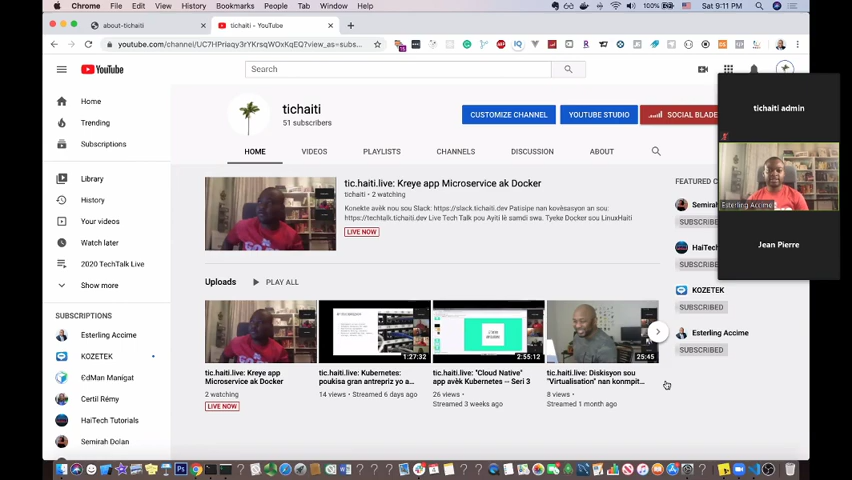 Chrome File Edit View History Bookmarks People Tab Window Help 100% Sat 9:11 PM
about-tichaiti
tichaiti - YouTube
youtube.com/channel/UC7HPriaqy3rYKrsqWOxKqEQ?view_as=subs...
YouTube
Search
Home
Trending
Subscriptions
Library
History
Your videos
Watch later
2020 TechTalk Live
Show more
SUBSCRIPTIONS
Esterling Accime
KOZETEK
ЄdMan Manigat
Certil Rémy
HaiTech Tutorials
Semirah Dolan
tichaiti
51 subscribers
CUSTOMIZE CHANNEL
YOUTUBE STUDIO
SOCIAL BLADE
HOME
VIDEOS
PLAYLISTS
CHANNELS
DISCUSSION
ABOUT
tic.haiti.live: Kreye app Microservice ak Docker
tichaiti • 2 watching
Konekte avèk nou sou Slack: https://slack.tichaiti.dev Patisipe nan kovèsasyon an sou:
https://techtalk.tichaiti.dev Live Tech Talk pou Ayiti lè samdi swa. Tyeke Docker sou LinuxHaiti
LIVE NOW
Uploads
PLAY ALL
1:27:32
2:55:12
25:45
tic.haiti.live: Kreye app
Microservice ak Docker
2 watching
LIVE NOW
tic.haiti.live: Kubernetes:
poukisa gran antrepriz yo a...
14 views • Streamed 6 days ago
tic.haiti.live: "Cloud Native"
app avèk Kubernetes -- Seri 3
26 views •
Streamed 3 weeks ago
tic.haiti.live: Diskisyon sou
"Virtualisation" nan konmpit...
8 views •
Streamed 1 month ago
FEATURED C
Semirah
SUBSCRIBED
HaiTech
SUBSCRIBED
KOZETEK
SUBSCRIBED
Esterling Accime
SUBSCRIBED
tichaiti admin
Esterling Accime
Jean Pierre